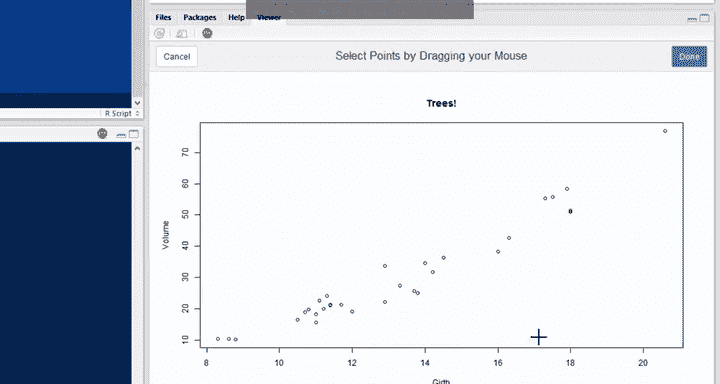 Files Packages Help Viewer
Cancel Select Points by Dragging your Mouse Done
R Script
Trees!
Volume
70
60
50
40
30
20
10
8 10 12 14 16 18 20
Girth